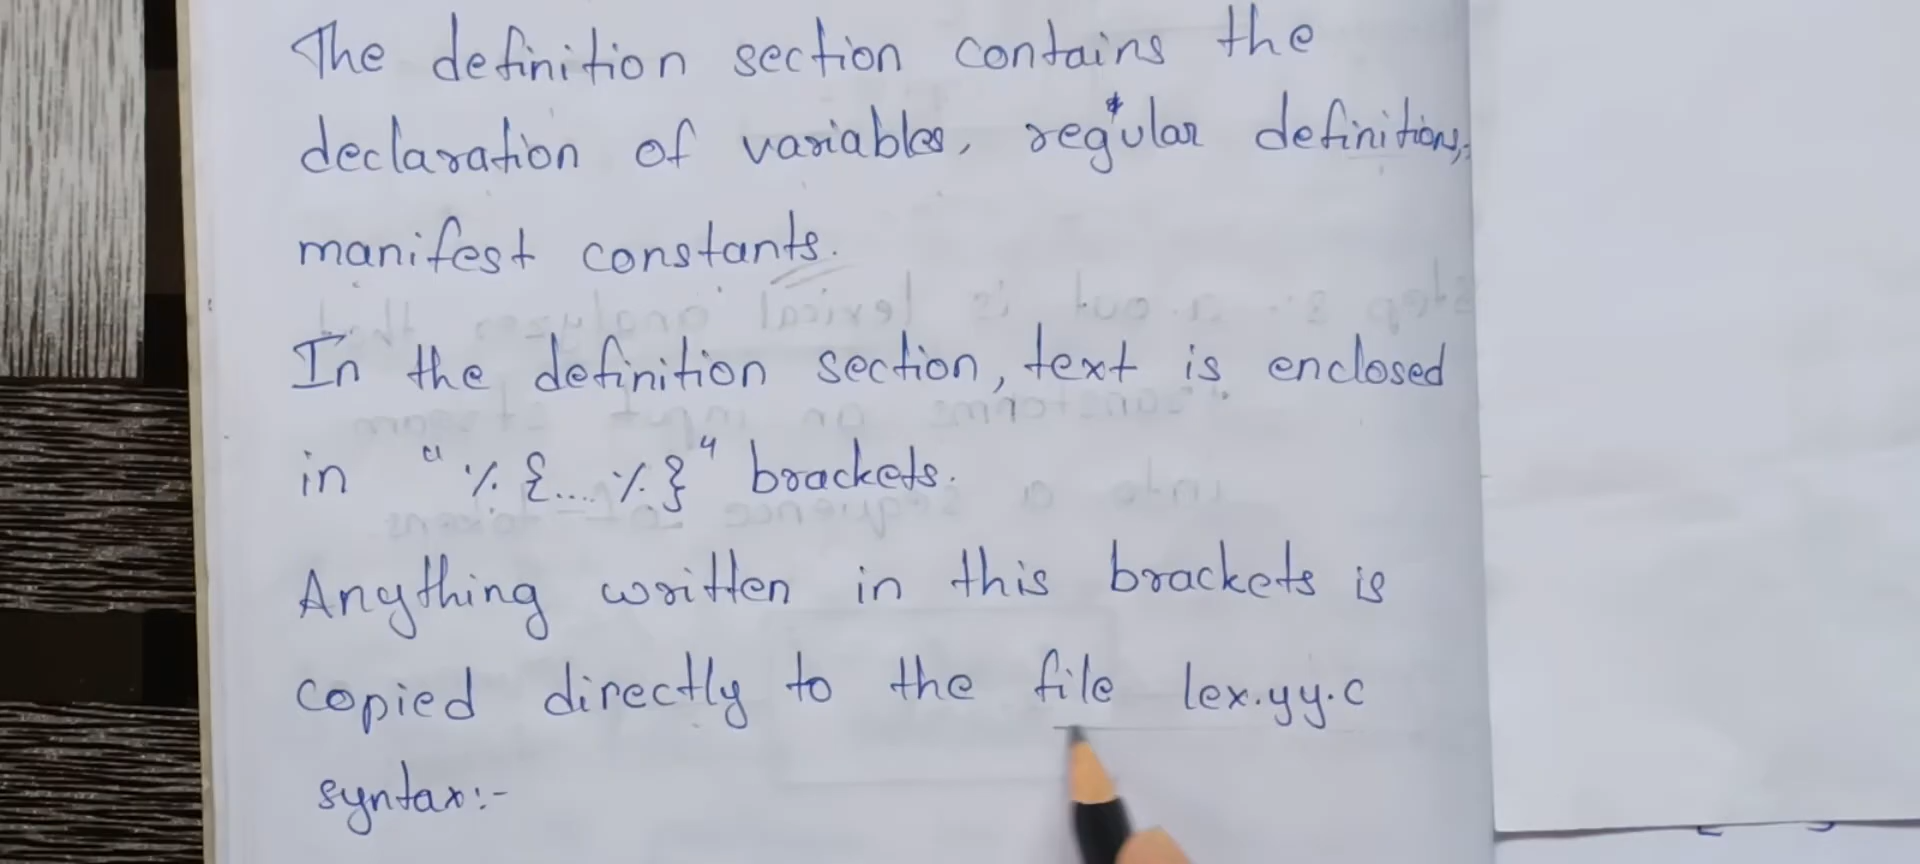 The definition section contains the
declaration of variables, regular definitions,
manifest constants.
In the definition section, text is enclosed
in "%{....%}" brackets.
Anything written in this brackets is
copied directly to the file lex.yy.c
syntax:-